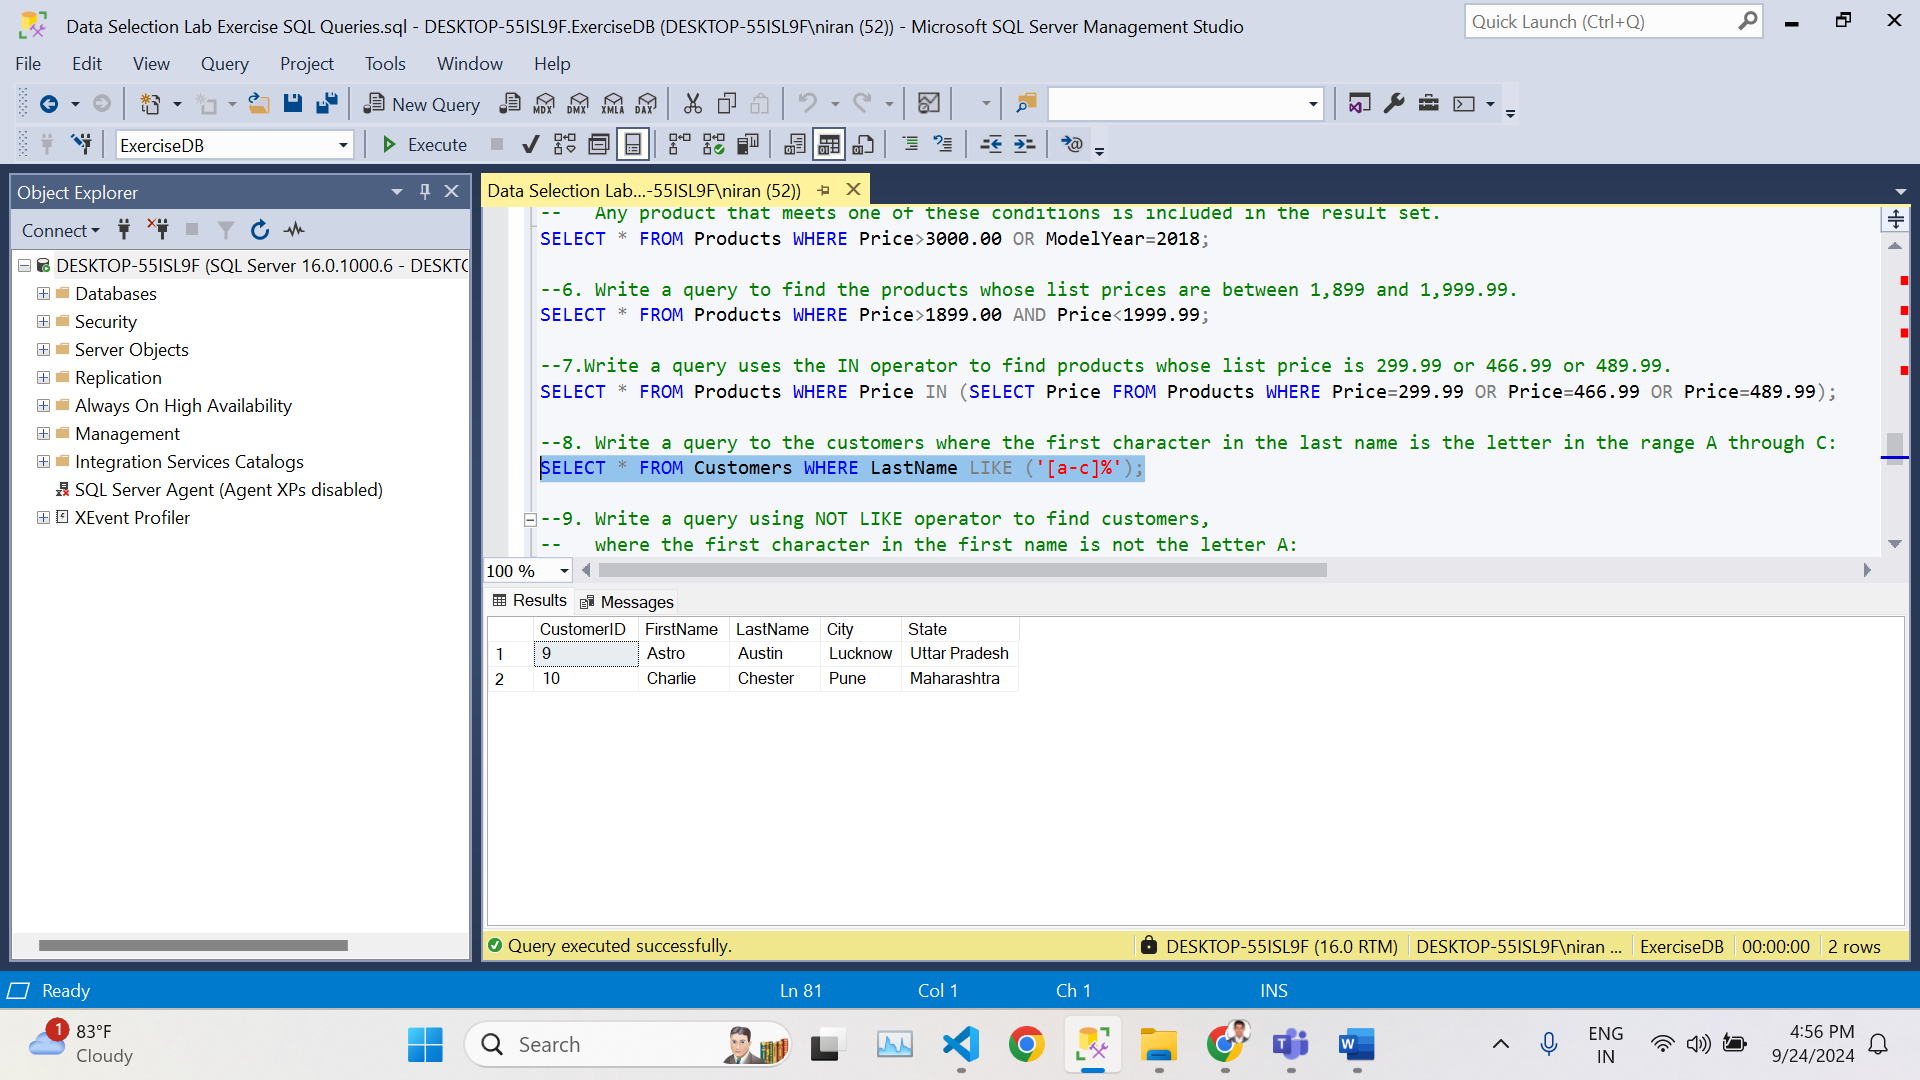 Data Selection Lab Exercise SQL Queries.sql - DESKTOP-55ISL9F.ExerciseDB (DESKTOP-55ISL9F\niran (52)) - Microsoft SQL Server Management Studio
Quick Launch (Ctrl+Q)
File Edit View Query Project Tools Window Help
New Query MDX DMX XMLA DAX
ExerciseDB Execute
Object Explorer
Connect
DESKTOP-55ISL9F (SQL Server 16.0.1000.6 - DESKTO
Databases
Security
Server Objects
Replication
Always On High Availability
Management
Integration Services Catalogs
SQL Server Agent (Agent XPs disabled)
XEvent Profiler
Data Selection Lab...-55ISL9F\niran (52))
-- Any product that meets one of these conditions is included in the result set.
SELECT * FROM Products WHERE Price>3000.00 OR ModelYear=2018;
--6. Write a query to find the products whose list prices are between 1,899 and 1,999.99.
SELECT * FROM Products WHERE Price>1899.00 AND Price<1999.99;
--7.Write a query uses the IN operator to find products whose list price is 299.99 or 466.99 or 489.99.
SELECT * FROM Products WHERE Price IN (SELECT Price FROM Products WHERE Price=299.99 OR Price=466.99 OR Price=489.99);
--8. Write a query to the customers where the first character in the last name is the letter in the range A through C:
SELECT * FROM Customers WHERE LastName LIKE ('[a-c]%');
--9. Write a query using NOT LIKE operator to find customers,
-- where the first character in the first name is not the letter A:
100 %
Results Messages
CustomerID FirstName LastName City State
1 9 Astro Austin Lucknow Uttar Pradesh
2 10 Charlie Chester Pune Maharashtra
Query executed successfully.
DESKTOP-55ISL9F (16.0 RTM) DESKTOP-55ISL9F\niran ... ExerciseDB 00:00:00 2 rows
Ready Ln 81 Col 1 Ch 1 INS
1 83°F
Cloudy
Search
ENG
IN
4:56 PM
9/24/2024